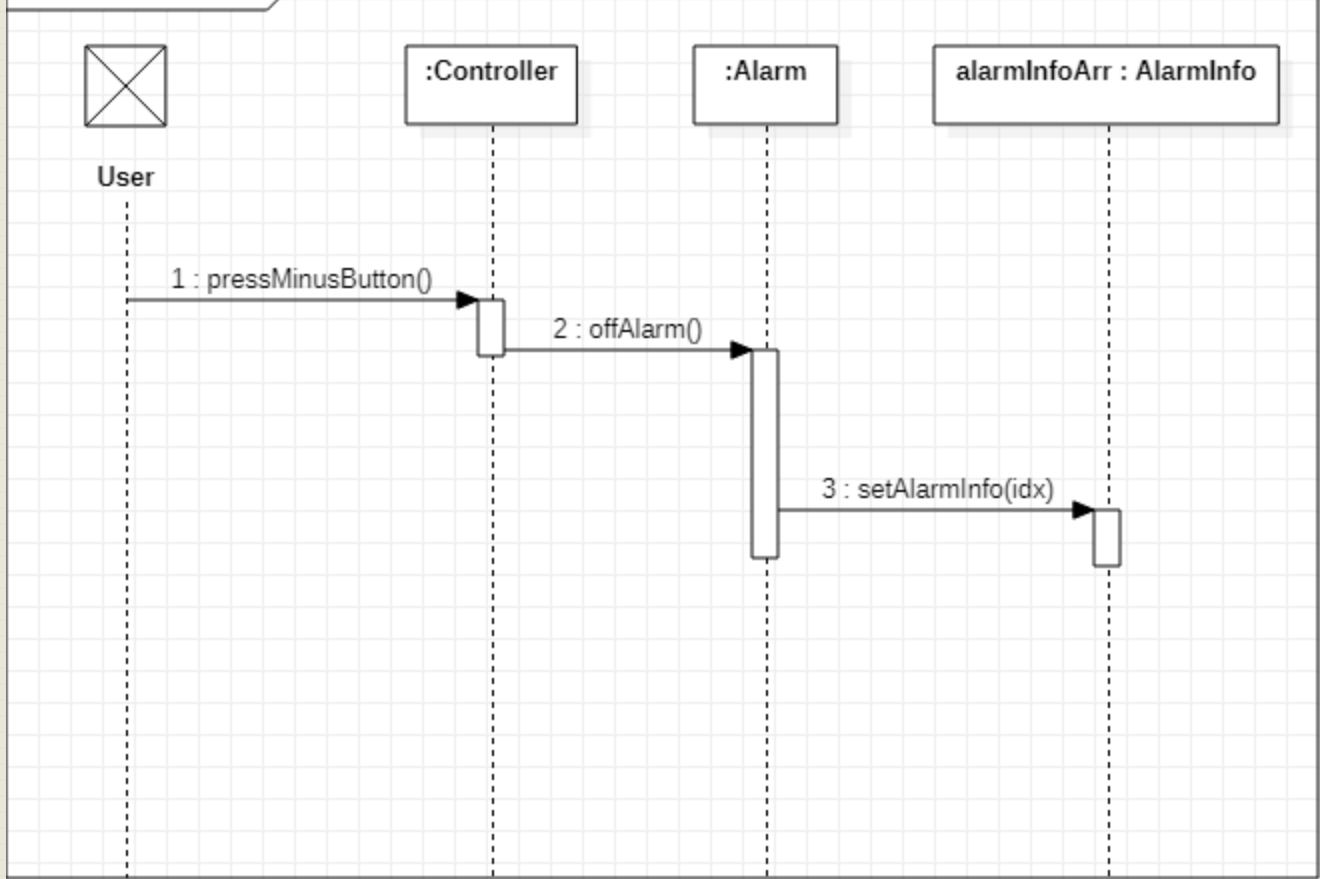 :Controller
:Alarm
alarmInfoArr : AlarmInfo
User
1 : pressMinusButton()
2 : offAlarm()
3 : setAlarmInfo(idx)